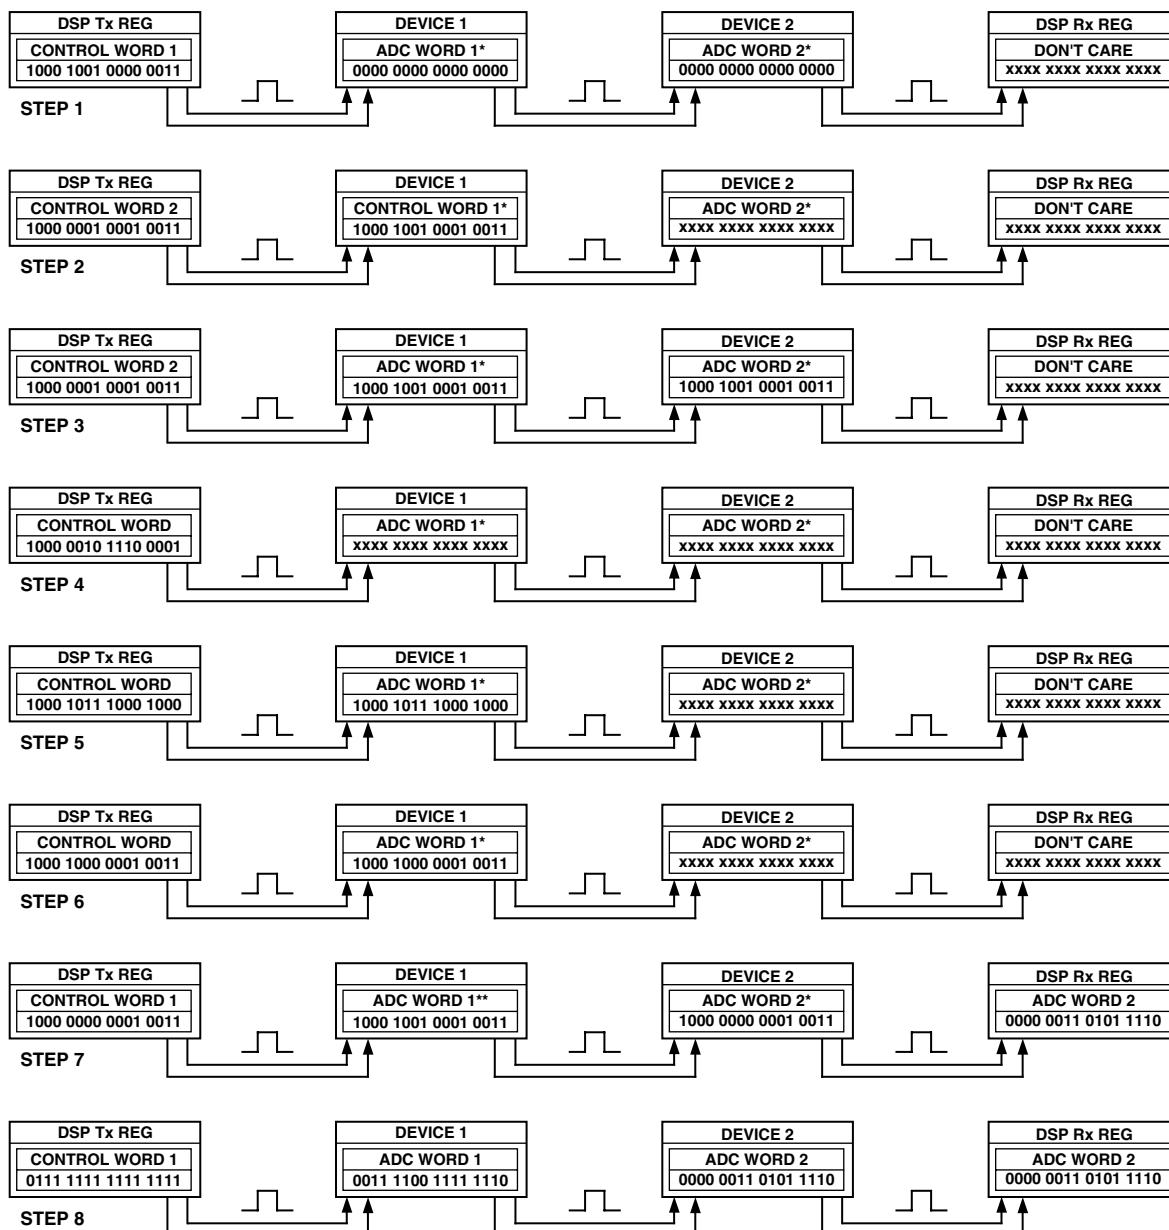 DSP Tx REG DEVICE 1 DEVICE 2 DSP Rx REG
CONTROL WORD 1 ADC WORD 1* ADC WORD 2* DON'T CARE
1000 1001 0000 0011 0000 0000 0000 0000 0000 0000 0000 0000 xxxx xxxx xxxx xxxx
STEP 1
DSP Tx REG DEVICE 1 DEVICE 2 DSP Rx REG
CONTROL WORD 2 CONTROL WORD 1* ADC WORD 2* DON'T CARE
1000 0001 0001 0011 1000 1001 0001 0011 xxxx xxxx xxxx xxxx xxxx xxxx xxxx xxxx
STEP 2
DSP Tx REG DEVICE 1 DEVICE 2 DSP Rx REG
CONTROL WORD 2 ADC WORD 1* ADC WORD 2* DON'T CARE
1000 0001 0001 0011 1000 1001 0001 0011 1000 1001 0001 0011 xxxx xxxx xxxx xxxx
STEP 3
DSP Tx REG DEVICE 1 DEVICE 2 DSP Rx REG
CONTROL WORD ADC WORD 1* ADC WORD 2* DON'T CARE
1000 0010 1110 0001 xxxx xxxx xxxx xxxx xxxx xxxx xxxx xxxx xxxx xxxx xxxx xxxx
STEP 4
DSP Tx REG DEVICE 1 DEVICE 2 DSP Rx REG
CONTROL WORD ADC WORD 1* ADC WORD 2* DON'T CARE
1000 1011 1000 1000 1000 1011 1000 1000 xxxx xxxx xxxx xxxx xxxx xxxx xxxx xxxx
STEP 5
DSP Tx REG DEVICE 1 DEVICE 2 DSP Rx REG
CONTROL WORD ADC WORD 1* ADC WORD 2* DON'T CARE
1000 1000 0001 0011 1000 1000 0001 0011 xxxx xxxx xxxx xxxx xxxx xxxx xxxx xxxx
STEP 6
DSP Tx REG DEVICE 1 DEVICE 2 DSP Rx REG
CONTROL WORD 1 ADC WORD 1** ADC WORD 2* ADC WORD 2
1000 0000 0001 0011 1000 1001 0001 0011 1000 0000 0001 0011 0000 0011 0101 1110
STEP 7
DSP Tx REG DEVICE 1 DEVICE 2 DSP Rx REG
CONTROL WORD 1 ADC WORD 1 ADC WORD 2 ADC WORD 2
0111 1111 1111 1111 0011 1100 1111 1110 0000 0011 0101 1110 0000 0011 0101 1110
STEP 8